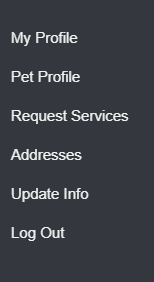 My Profile
Pet Profile
Request Services
Addresses
Update Info
Log Out